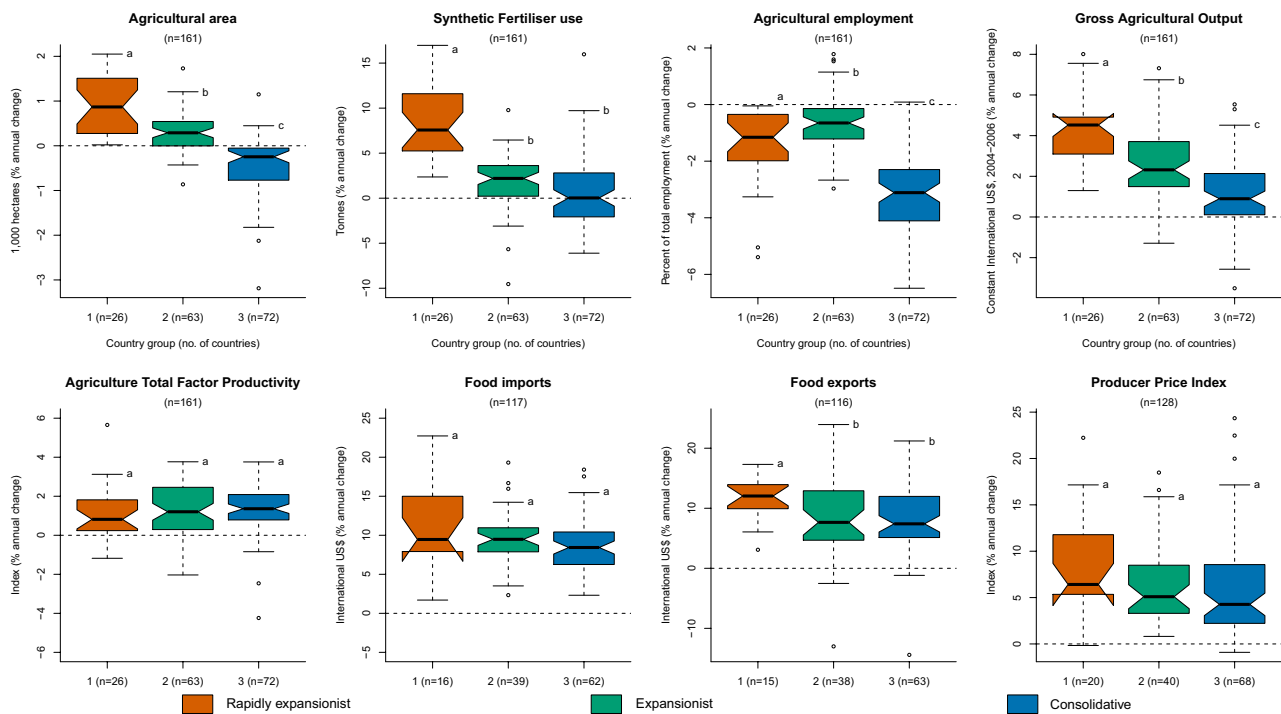 Agricultural area
(n=161)
1,000 hectares (% annual change)
2
1
0
−1
−2
−3
a
b
c
1 (n=26)
2 (n=63)
3 (n=72)
Country group (no. of countries)
Synthetic Fertiliser use
(n=161)
Tonnes (% annual change)
15
10
5
0
−5
−10
a
b
b
1 (n=26)
2 (n=63)
3 (n=72)
Country group (no. of countries)
Agricultural employment
(n=161)
Percent of total employment (% annual change)
0
−2
−4
−6
a
b
c
1 (n=26)
2 (n=63)
3 (n=72)
Country group (no. of countries)
Gross Agricultural Output
(n=161)
Constant International US$, 2004−2006 (% annual change)
8
6
4
2
0
−2
a
b
c
1 (n=26)
2 (n=63)
3 (n=72)
Country group (no. of countries)
Agriculture Total Factor Productivity
(n=161)
Index (% annual change)
6
4
2
0
−2
−4
−6
a
a
a
1 (n=26)
2 (n=63)
3 (n=72)
Food imports
(n=117)
International US$ (% annual change)
25
20
15
10
5
0
−5
a
a
a
1 (n=16)
2 (n=39)
3 (n=62)
Food exports
(n=116)
International US$ (% annual change)
20
10
0
−10
a
b
b
1 (n=15)
2 (n=38)
3 (n=63)
Producer Price Index
(n=128)
Index (% annual change)
25
20
15
10
5
0
a
a
a
1 (n=20)
2 (n=40)
3 (n=68)
Rapidly expansionist
Expansionist
Consolidative